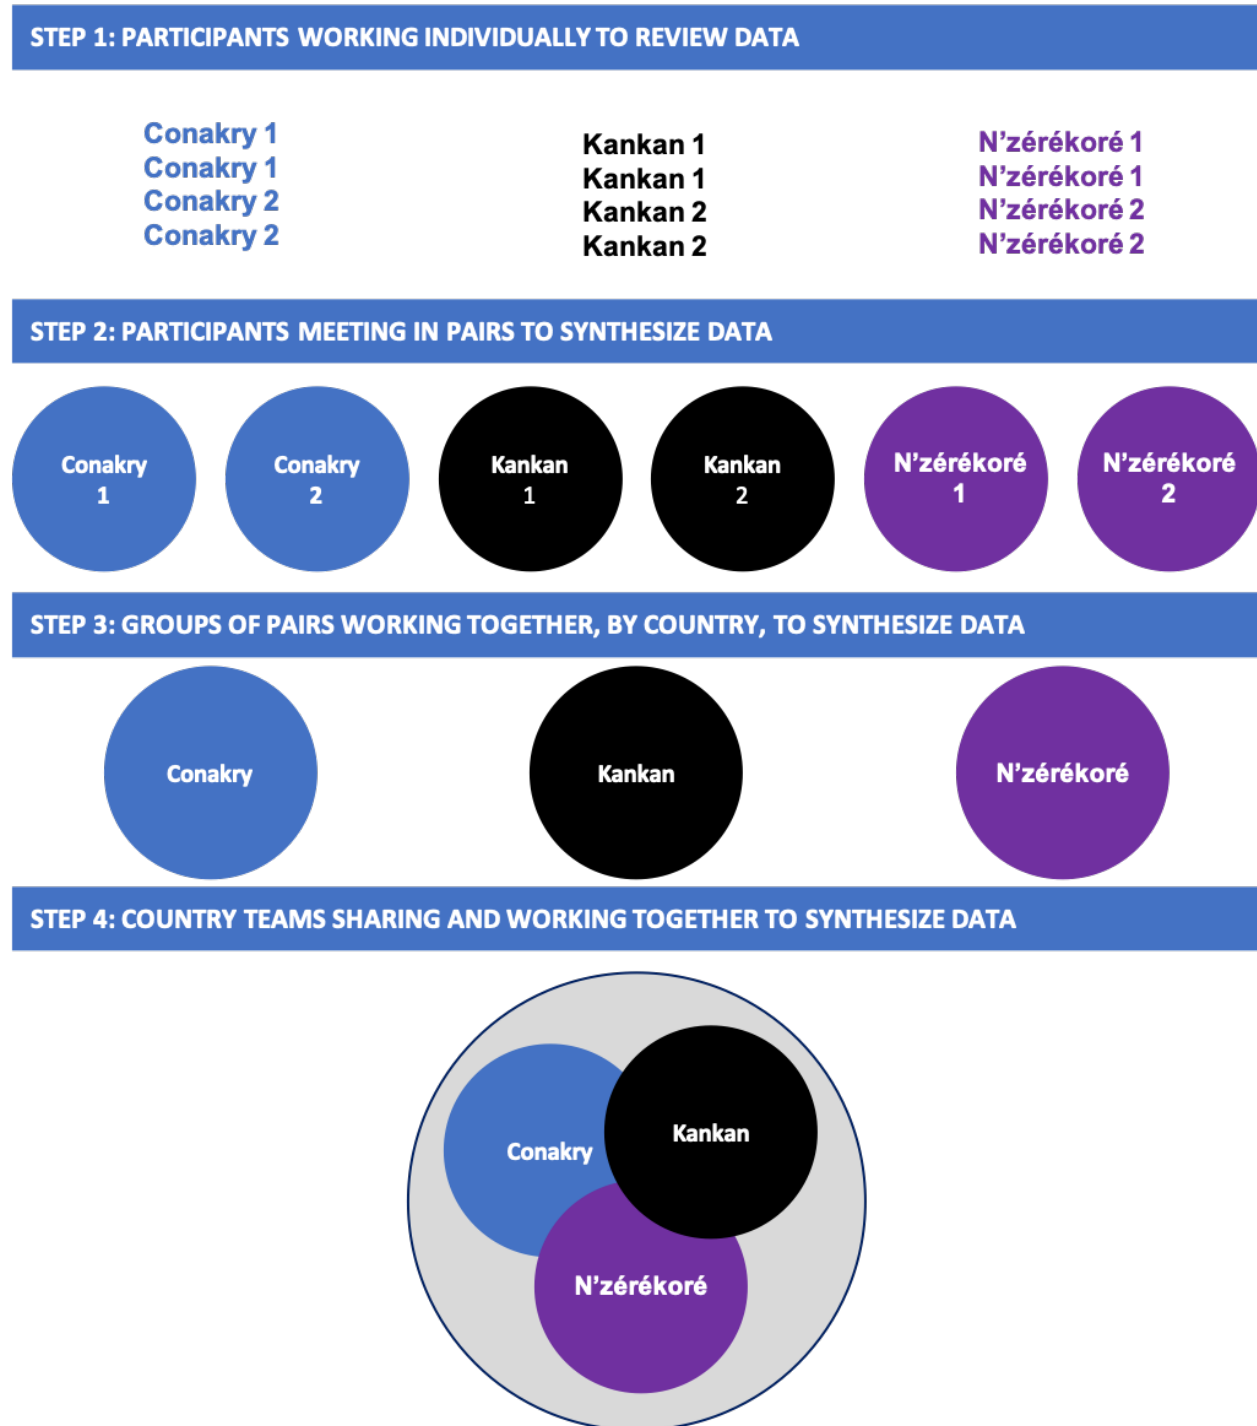 STEP 1: PARTICIPANTS WORKING INDIVIDUALLY TO REVIEW DATA
Conakry 1
Conakry 1
Conakry 2
Conakry 2
Kankan 1
Kankan 1
Kankan 2
Kankan 2
N'zérékoré 1
N'zérékoré 1
N'zérékoré 2
N'zérékoré 2
STEP 2: PARTICIPANTS MEETING IN PAIRS TO SYNTHESIZE DATA
Conakry
1
Conakry
2
Kankan
1
Kankan
2
N'zérékoré
1
N'zérékoré
2
STEP 3: GROUPS OF PAIRS WORKING TOGETHER, BY COUNTRY, TO SYNTHESIZE DATA
Conakry
Kankan
N'zérékoré
STEP 4: COUNTRY TEAMS SHARING AND WORKING TOGETHER TO SYNTHESIZE DATA
Conakry
Kankan
N'zérékoré